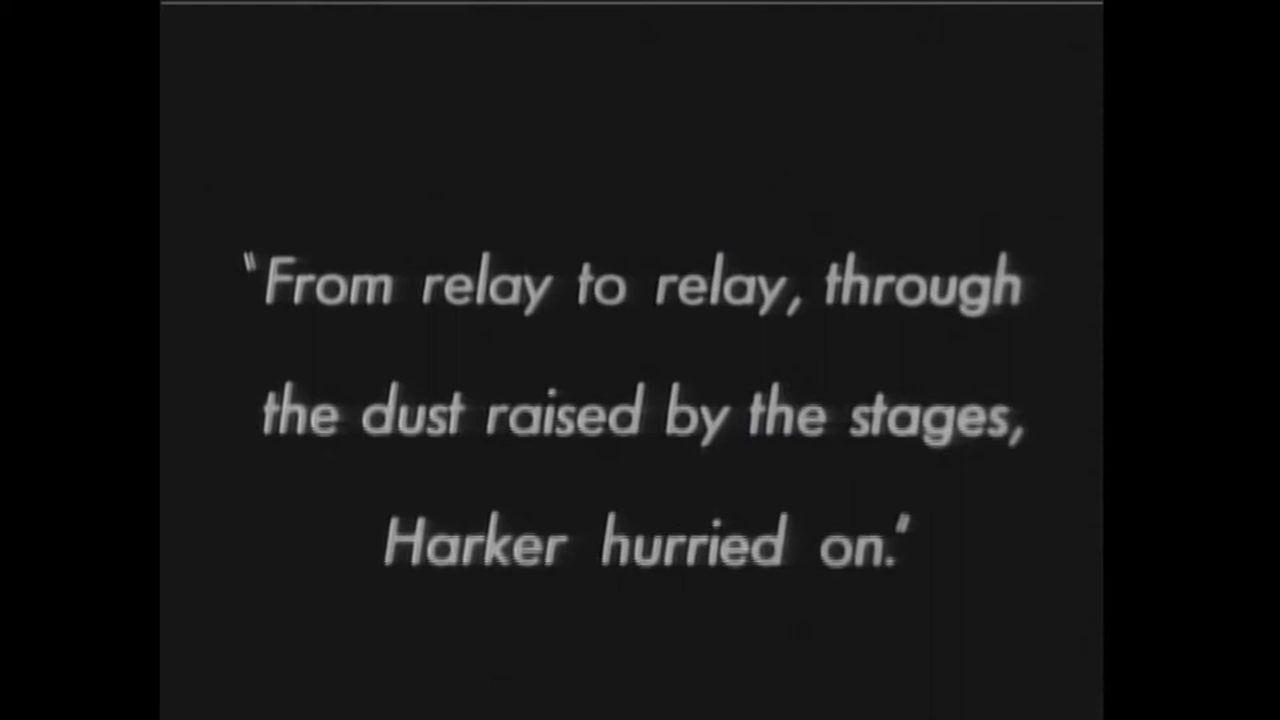 "From relay to relay, through
the dust raised by the stages,
Harker hurried on."